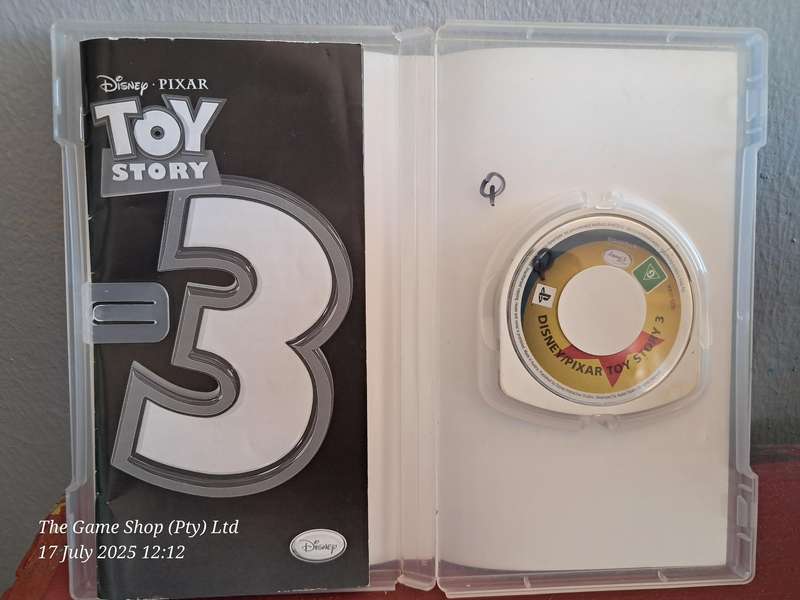 Disney · PIXAR
TOY
STORY
3
Disney
Disney
G
DISNEY/PIXAR TOY STORY 3
The Game Shop (Pty) Ltd
17 July 2025 12:12